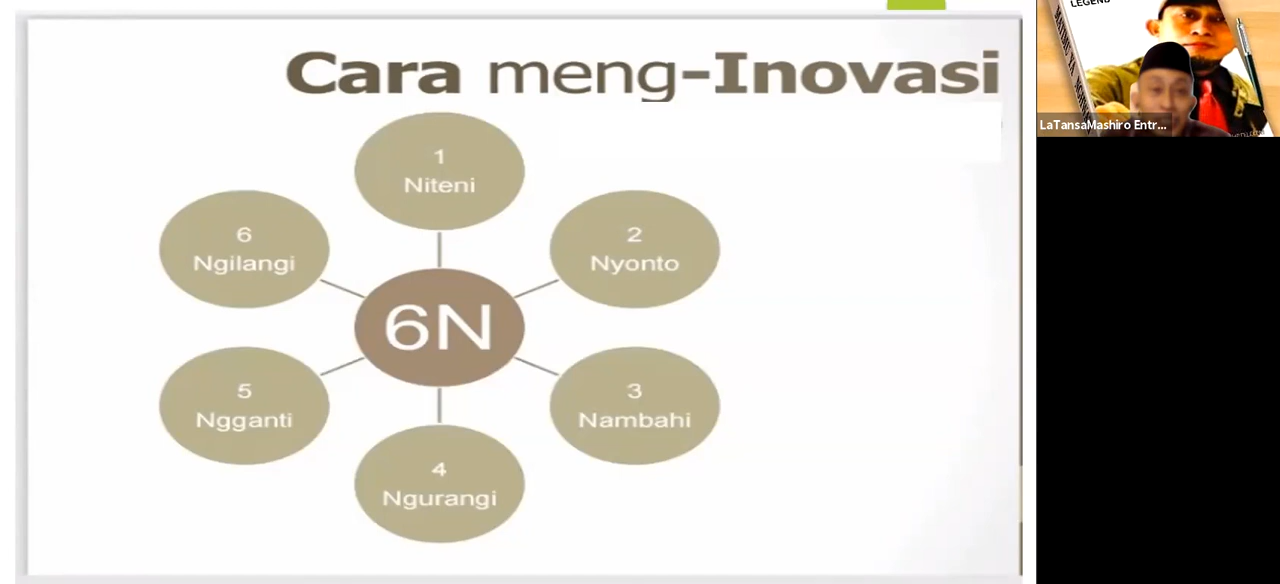 Cara meng-Inovasi
1
Niteni
2
Nyonto
3
Nambahi
4
Ngurangi
5
Ngganti
6
Ngilangi
6N
LEGEND
LaTansaMashiro Entr...